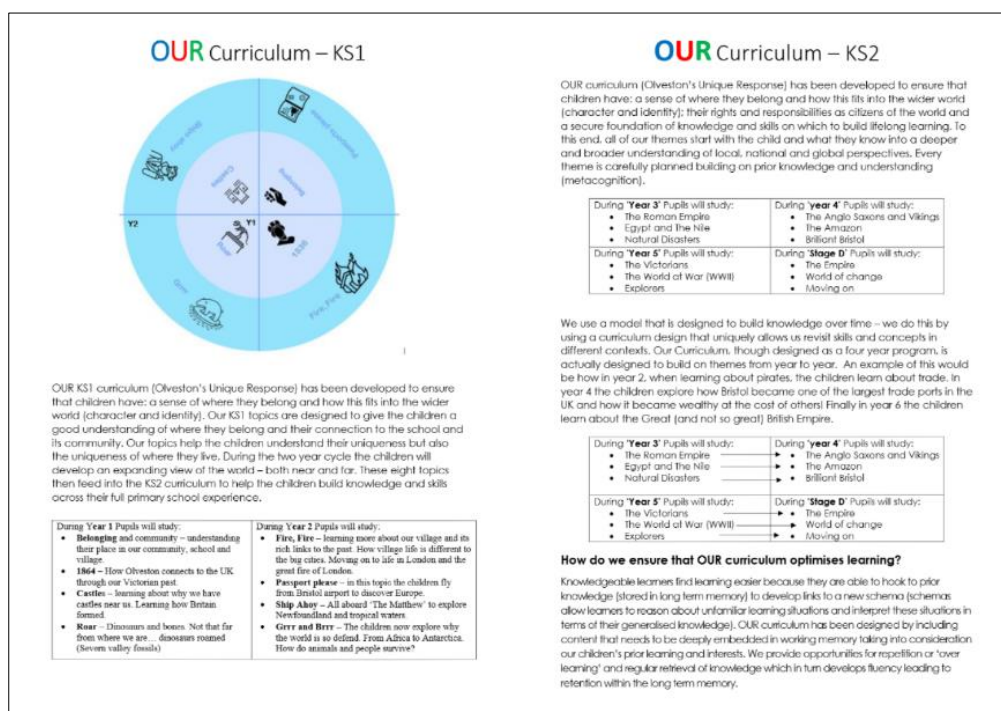 OUR Curriculum – KS1
Castles
Belonging
Y2
Y1
Roar
Fire, Fire
OUR KS1 curriculum (Olveston's Unique Response) has been developed to ensure
that children have: a sense of where they belong and how this fits into the wider
world (character and identity). Our KS1 topics are designed to give the children a
good understanding of where they belong and their connection to the school and
its community. Our topics help the children understand their uniqueness but also
the uniqueness of where they live. During the two year cycle the children will
develop an expanding view of the world – both near and far. These eight topics
then feed into the KS2 curriculum to help the children build knowledge and skills
across their full primary school experience.
During Year 1 Pupils will study:
• Belonging and community – understanding
their place in our community, school and
village.
• 1864 – How Olveston connects to the UK
through our Victorian past.
• Castles – learning about why we have
castles near us. Learning how Britain
formed.
• Roar – Dinosaurs and bones. Not that far
from where we are… dinosaurs roamed
(Severn valley fossils)
During Year 2 Pupils will study:
• Fire, Fire – learning more about our village and its
rich links to the past. How village life is different to
the big cities. Moving on to life in London and the
great fire of London.
• Passport please – in this topic the children fly
from Bristol airport to discover Europe.
• Ship Ahoy – All aboard 'The Matthew' to explore
Newfoundland and tropical waters.
• Grrr and Brrr – The children now explore why
the world is so defend. From Africa to Antarctica.
How do animals and people survive?
OUR Curriculum – KS2
OUR curriculum (Olveston's Unique Response) has been developed to ensure that
children have: a sense of where they belong and how this fits into the wider world
(character and identity); their rights and responsibilities as citizens of the world and
a secure foundation of knowledge and skills on which to build lifelong learning. To
this end, all of our themes start with the child and what they know into a deeper
and broader understanding of local, national and global perspectives. Every
theme is carefully planned building on prior knowledge and understanding
(metacognition).
During 'Year 3' Pupils will study:
• The Roman Empire
• Egypt and The Nile
• Natural Disasters
During 'year 4' Pupils will study:
• The Anglo Saxons and Vikings
• The Amazon
• Brilliant Bristol
During 'Year 5' Pupils will study:
• The Victorians
• The World at War (WWII)
• Explorers
During 'Stage D' Pupils will study:
• The Empire
• World of change
• Moving on
We use a model that is designed to build knowledge over time – we do this by
using a curriculum design that uniquely allows us revisit skills and concepts
in different contexts. Our Curriculum, though designed as a four year program, is
actually designed to build on themes from year to year. An example of this would
be how in year 2, when learning about pirates, the children learn about trade. In
year 4 the children explore how Bristol became one of the largest trade ports in the
UK and how it became wealthy at the cost of others! Finally in year 6 the children
learn about the Great (and not so great) British Empire.
During 'Year 3' Pupils will study:
• The Roman Empire
• Egypt and The Nile
• Natural Disasters
During 'year 4' Pupils will study:
• The Anglo Saxons and Vikings
• The Amazon
• Brilliant Bristol
During 'Year 5' Pupils will study:
• The Victorians
• The World at War (WWII)
• Explorers
During 'Stage D' Pupils will study:
• The Empire
• World of change
• Moving on
How do we ensure that OUR curriculum optimises learning?
Knowledgeable learners find learning easier because they are able to hook to prior
knowledge (stored in long term memory) to develop links to a new schema (schemas
allow learners to reason about unfamiliar learning situations and interpret these situations in
terms of their generalised knowledge). OUR curriculum has been designed by including
content that needs to be deeply embedded in working memory taking into consideration
our children's prior learning and interests. We provide opportunities for repetition or 'over
learning' and regular retrieval of knowledge which in turn develops fluency leading to
retention within the long term memory.